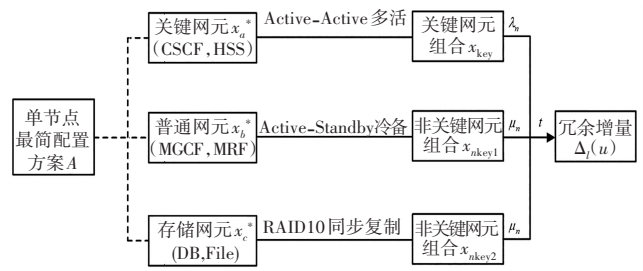 单节点
最简配置
方案A
关键网元xₐ*
(CSCF,HSS)
Active-Active多活
关键网元
组合x_key
λₙ
普通网元x_b*
(MGCF,MRF)
Active-Standby冷备
非关键网元
组合x_nkey1
μₙ
t
冗余增量
Δ_l(u)
存储网元x_c*
(DB,File)
RAID10同步复制
非关键网元
组合x_nkey2
μₙ